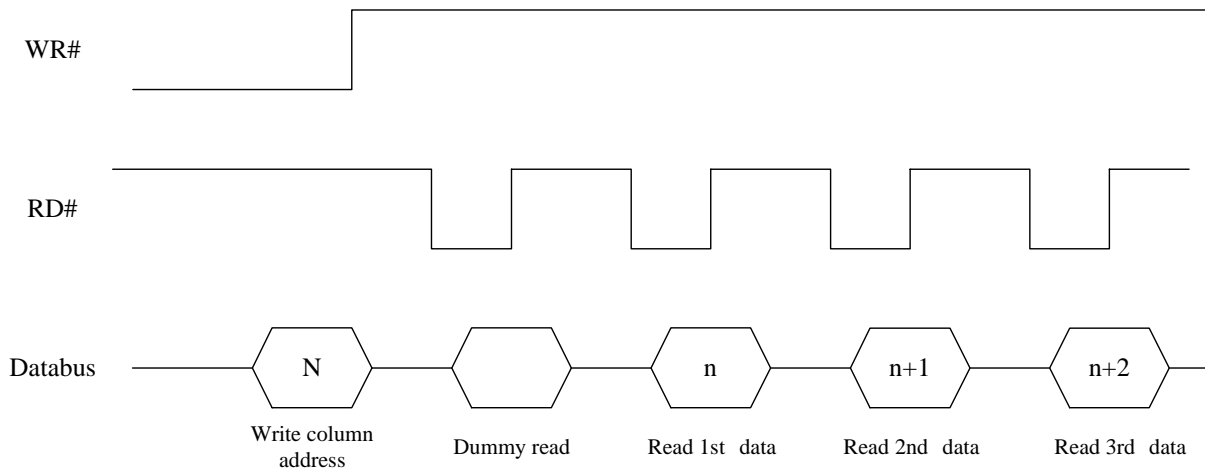 WR#
RD#
Databus
N
n
n+1
n+2
Write column
address
Dummy read
Read 1st data
Read 2nd data
Read 3rd data